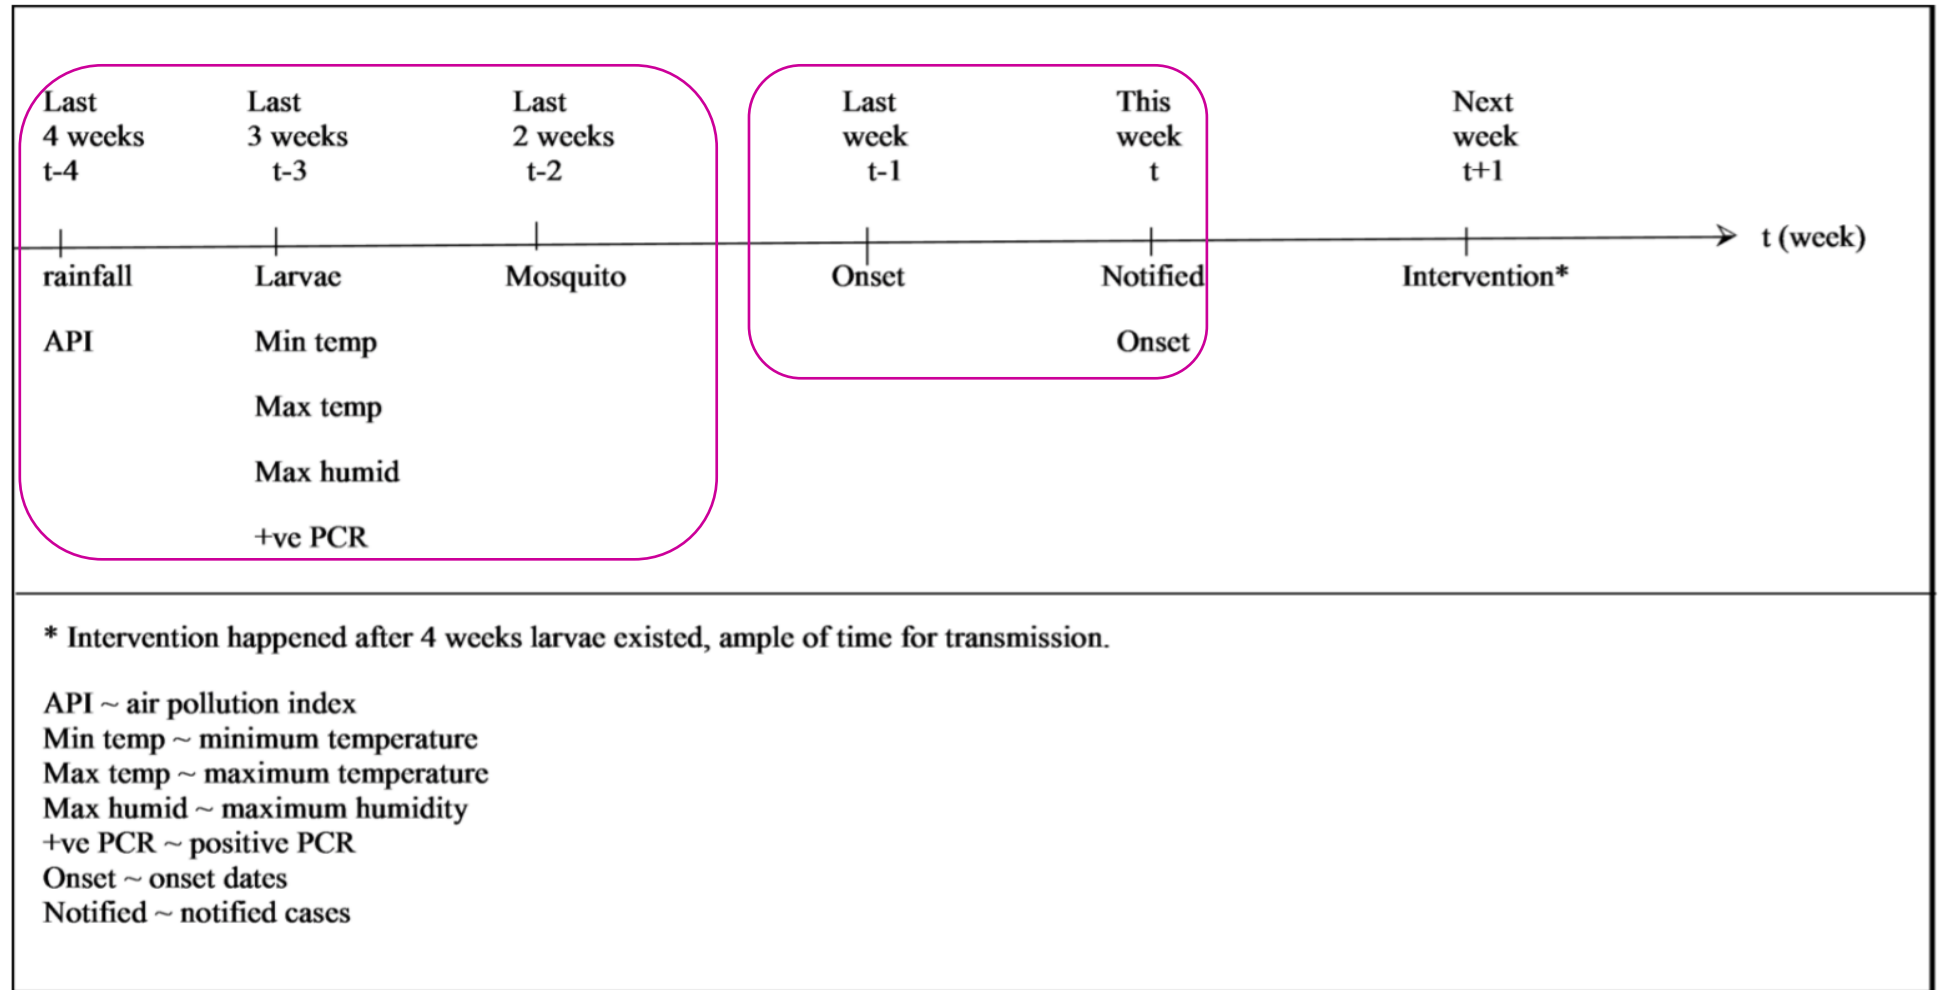 Last Last Last Last This Next
4 weeks 3 weeks 2 weeks week week week
t-4 t-3 t-2 t-1 t t+1
t (week)
rainfall Larvae Mosquito Onset Notified Intervention*
API Min temp Onset
Max temp
Max humid
+ve PCR
* Intervention happened after 4 weeks larvae existed, ample of time for transmission.
API ~ air pollution index
Min temp ~ minimum temperature
Max temp ~ maximum temperature
Max humid ~ maximum humidity
+ve PCR ~ positive PCR
Onset ~ onset dates
Notified ~ notified cases